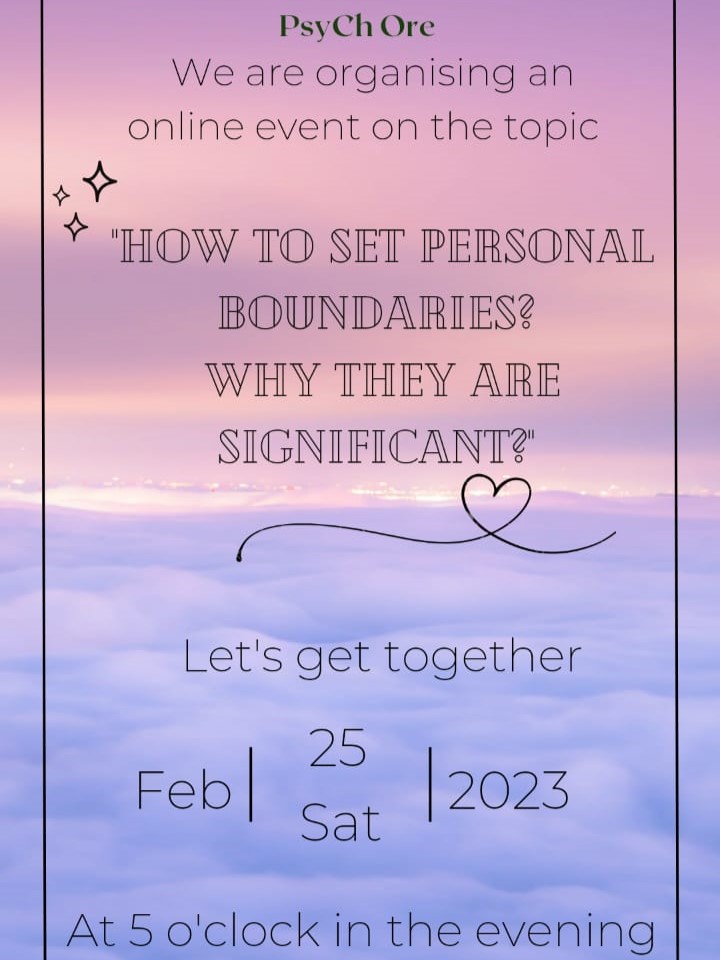 PsyCh Ore
We are organising an
online event on the topic
"HOW TO SET PERSONAL
BOUNDARIES?
WHY THEY ARE
SIGNIFICANT?"
Let's get together
Feb | 25 Sat | 2023
At 5 o'clock in the evening